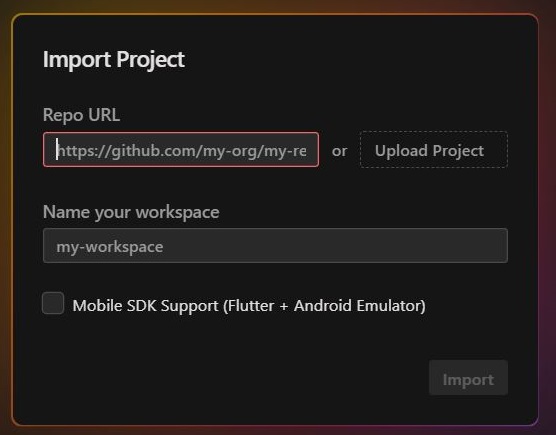 Import Project
Repo URL
https://github.com/my-org/my-re or Upload Project
Name your workspace
my-workspace
Mobile SDK Support (Flutter + Android Emulator)
Import